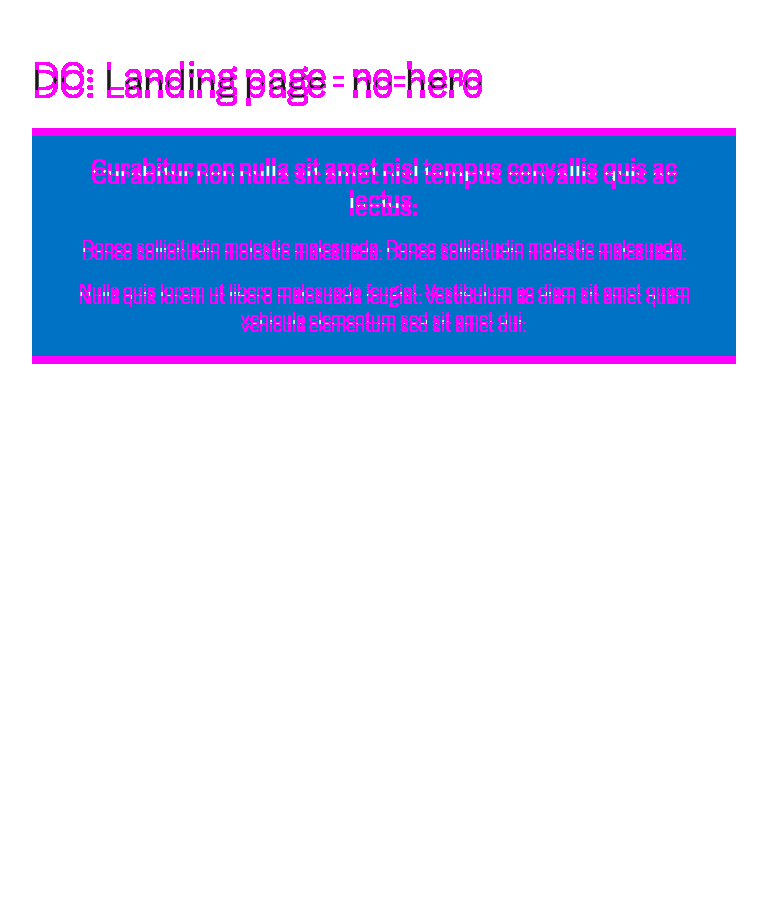 DC: Landing page - no-hero
Curabitur non nulla sit amet nisl tempus convallis quis ac
lectus.
Donec sollicitudin molestie malesuada. Donec sollicitudin molestie malesuada.
Nulla quis lorem ut libero malesuada feugiat. Vestibulum ac diam sit amet quam
vehicula elementum sed sit amet dui.